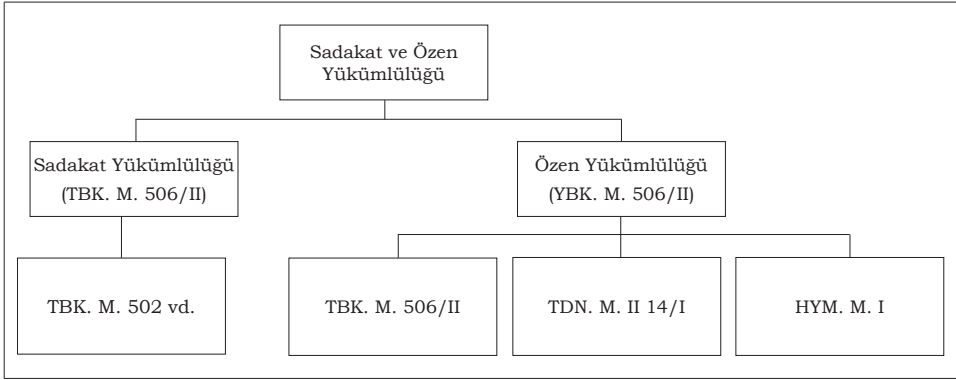 Sadakat ve Özen
Yükümlülüğü
Sadakat Yükümlülüğü
(TBK. M. 506/II)
Özen Yükümlülüğü
(YBK. M. 506/II)
TBK. M. 502 vd.
TBK. M. 506/II
TDN. M. II 14/I
HYM. M. I